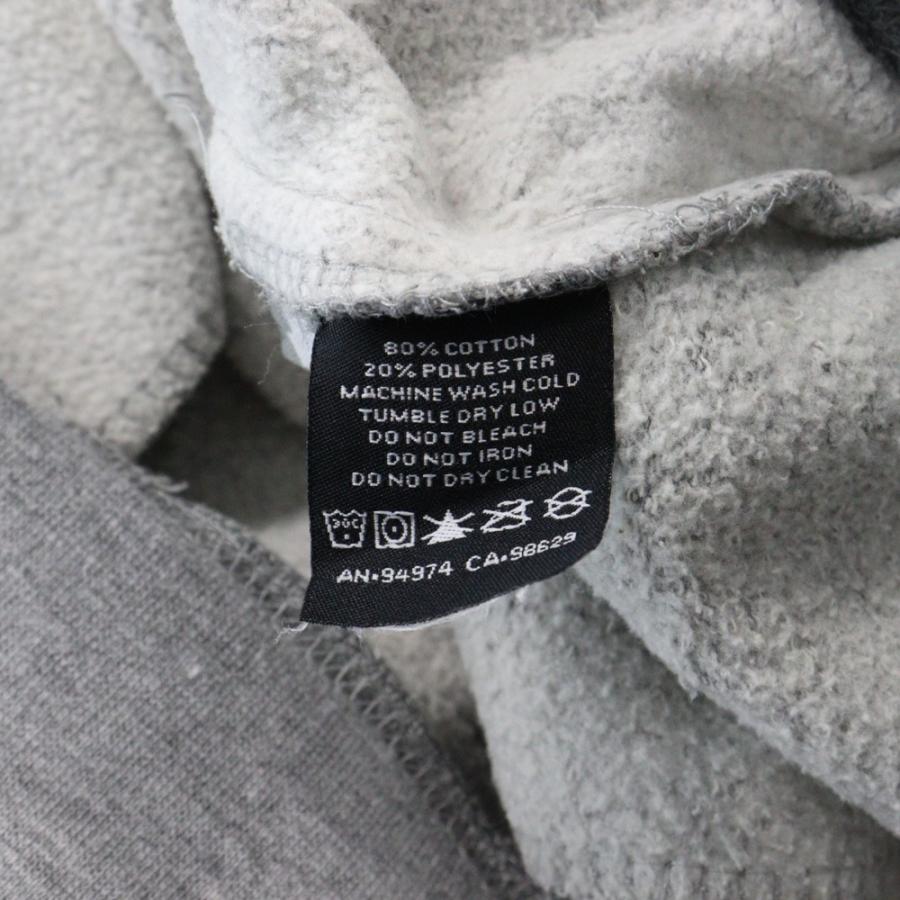 80% COTTON
20% POLYESTER
MACHINE WASH COLD
TUMBLE DRY LOW
DO NOT BLEACH
DO NOT IRON
DO NOT DRY CLEAN
30C
AN•94974 CA•98629